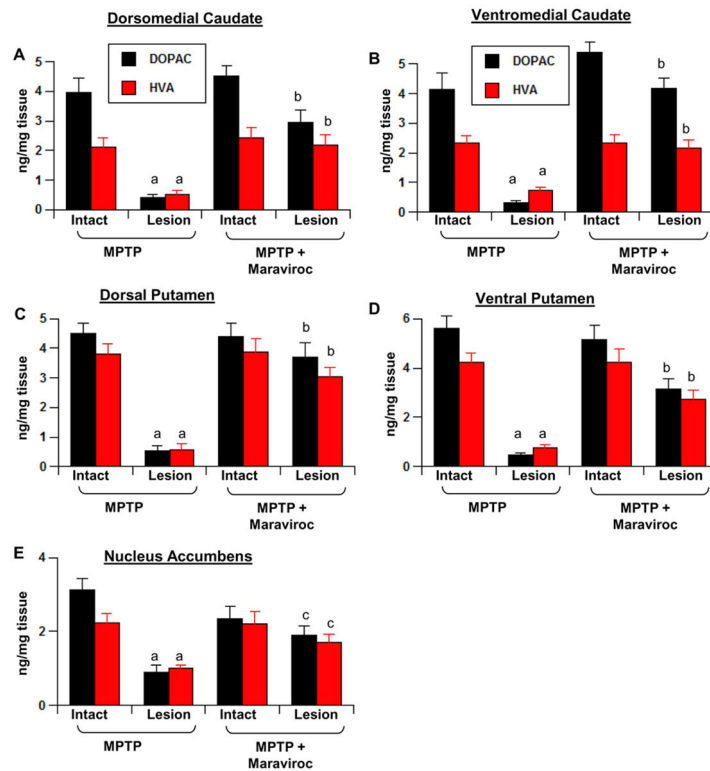 Dorsomedial Caudate
A
DOPAC
HVA
ng/mg tissue
5
4
3
2
1
0
a a
b
b
Intact Lesion Intact Lesion
MPTP
MPTP +
Maraviroc
Ventromedial Caudate
B
DOPAC
HVA
ng/mg tissue
5
4
3
2
1
0
a a
b
b
Intact Lesion Intact Lesion
MPTP
MPTP +
Maraviroc
Dorsal Putamen
C
ng/mg tissue
5
4
3
2
1
0
a a
b
b
Intact Lesion Intact Lesion
MPTP
MPTP +
Maraviroc
Ventral Putamen
D
ng/mg tissue
6
4
2
0
a a
b b
Intact Lesion Intact Lesion
MPTP
MPTP +
Maraviroc
E
Nucleus Accumbens
ng/mg tissue
4
2
0
a a
c c
Intact Lesion Intact Lesion
MPTP
MPTP +
Maraviroc